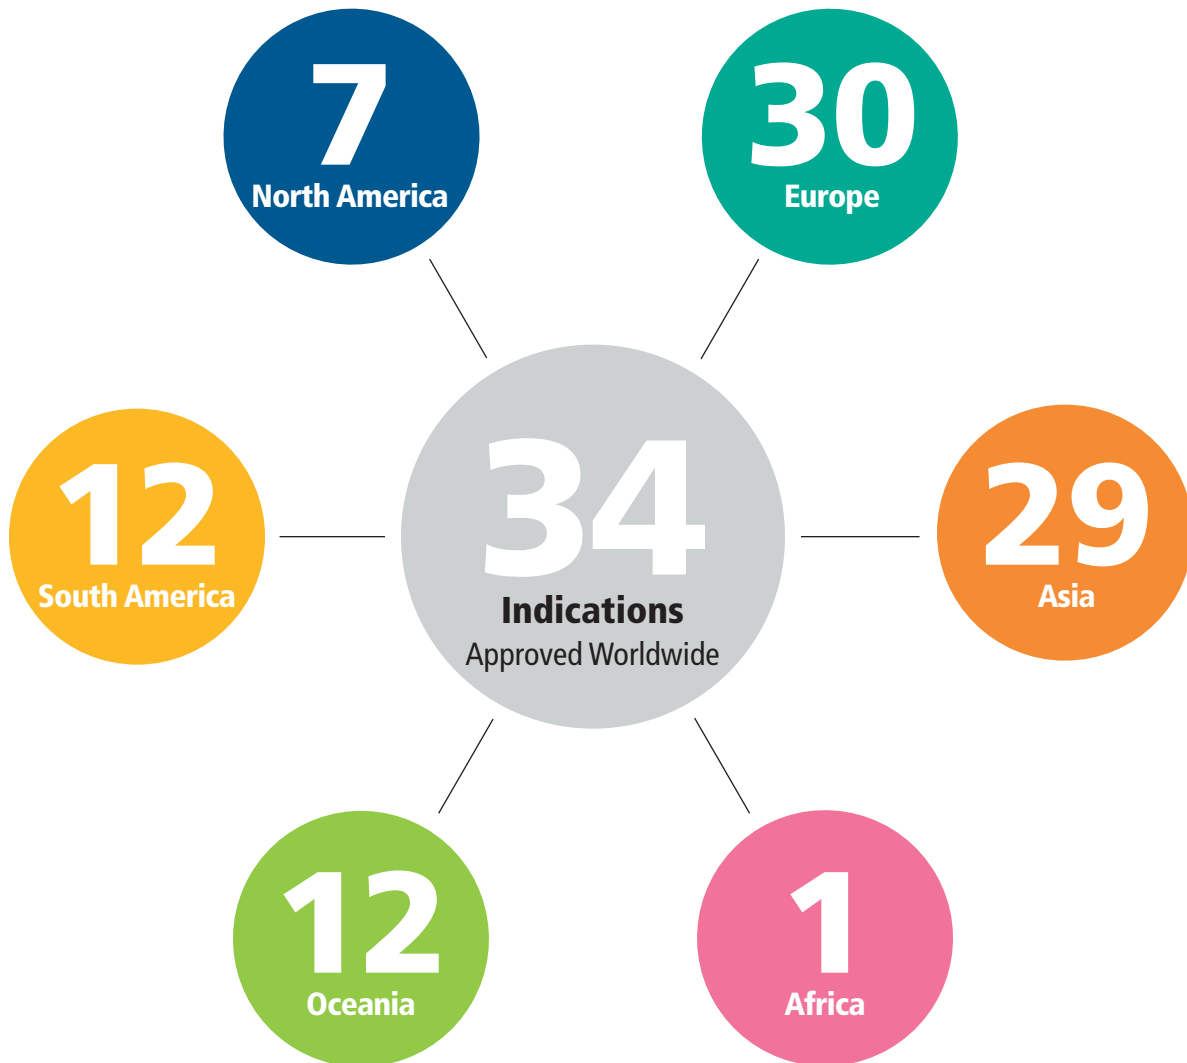 7
North America
30
Europe
12
South America
34
Indications
Approved Worldwide
29
Asia
12
Oceania
1
Africa